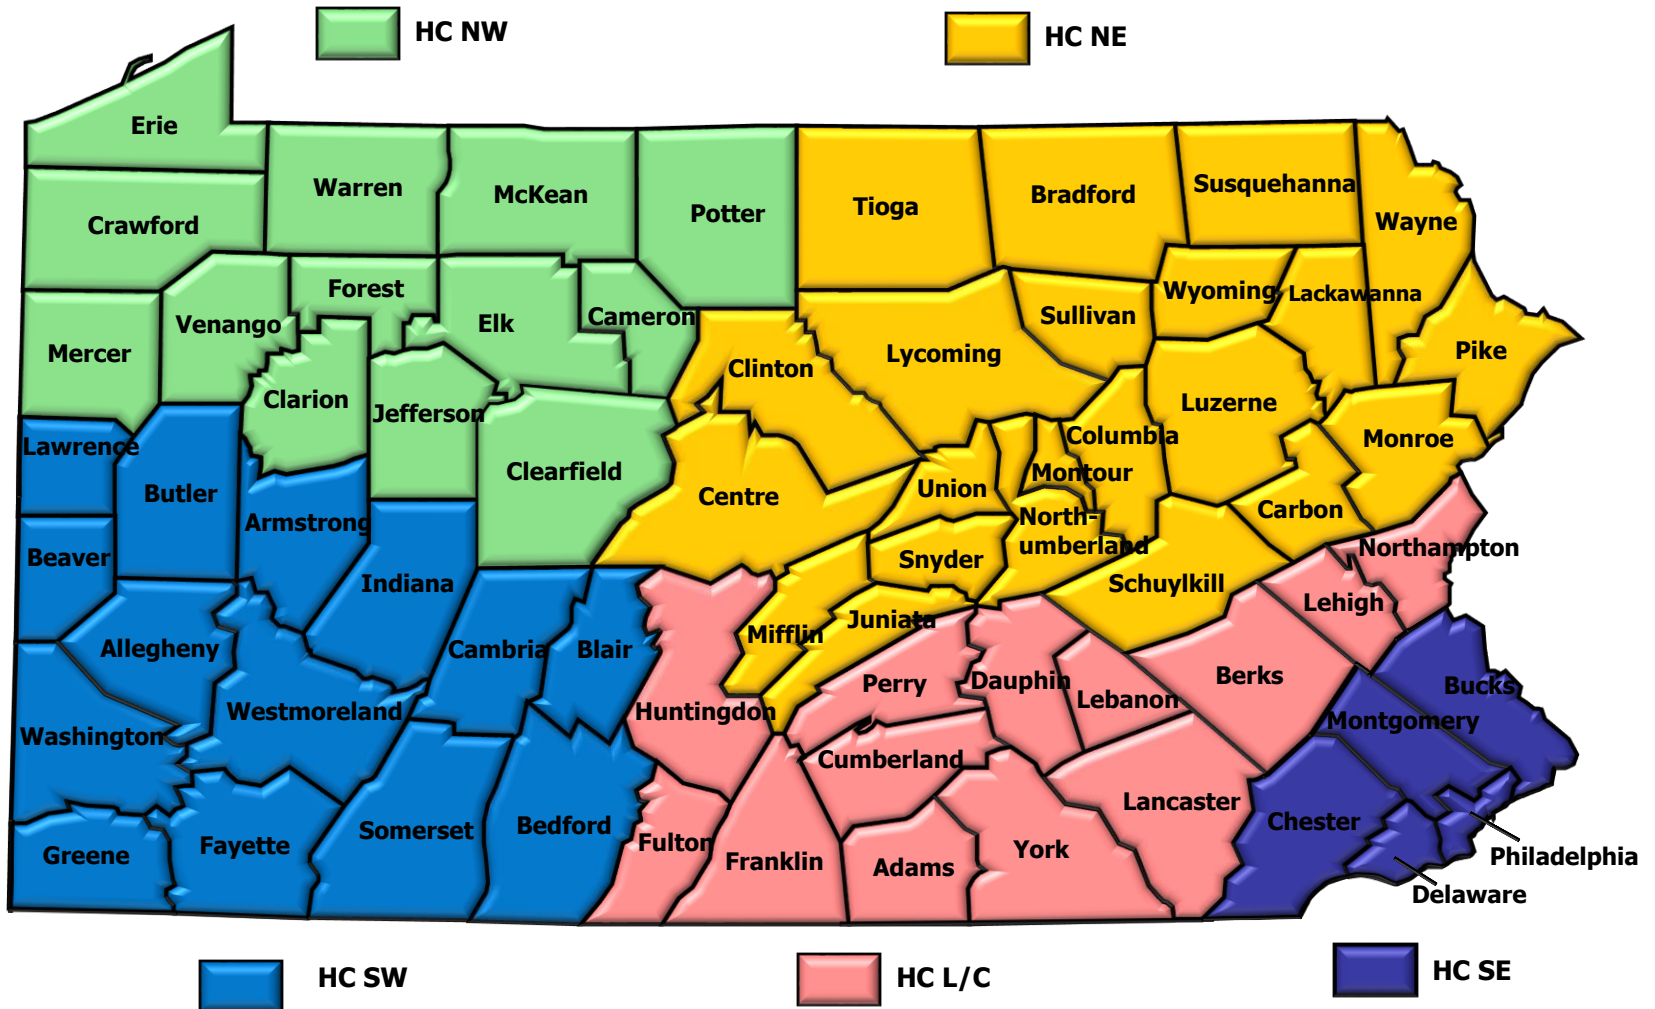 HC NW
HC NE
Erie
Crawford
Warren
McKean
Potter
Tioga
Bradford
Susquehanna
Wayne
Mercer
Venango
Forest
Elk
Cameron
Clinton
Lycoming
Sullivan
Wyoming
Lackawanna
Pike
Clarion
Jefferson
Clearfield
Luzerne
Columbia
Montour
Monroe
Lawrence
Butler
Armstrong
Centre
Union
North-
umberland
Carbon
Northampton
Beaver
Indiana
Snyder
Schuylkill
Lehigh
Allegheny
Cambria
Blair
Mifflin
Juniata
Westmoreland
Huntingdon
Perry
Dauphin
Lebanon
Berks
Bucks
Montgomery
Washington
Cumberland
Lancaster
Chester
Greene
Fayette
Somerset
Bedford
Fulton
Franklin
Adams
York
Philadelphia
Delaware
HC SW
HC L/C
HC SE